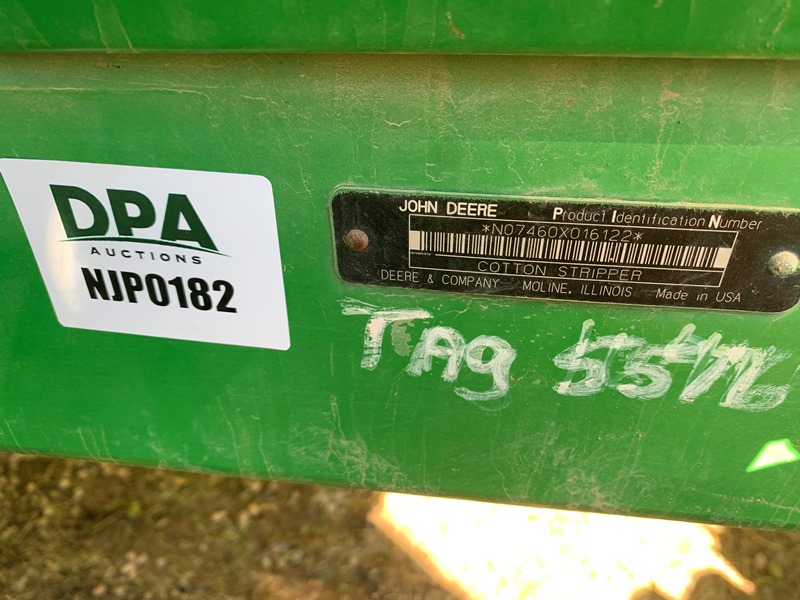 DPA
AUCTIONS
NJP0182
JOHN DEERE Product Identification Number
*N07460X016122*
COTTON STRIPPER
DEERE & COMPANY MOLINE, ILLINOIS Made in USA
TAg